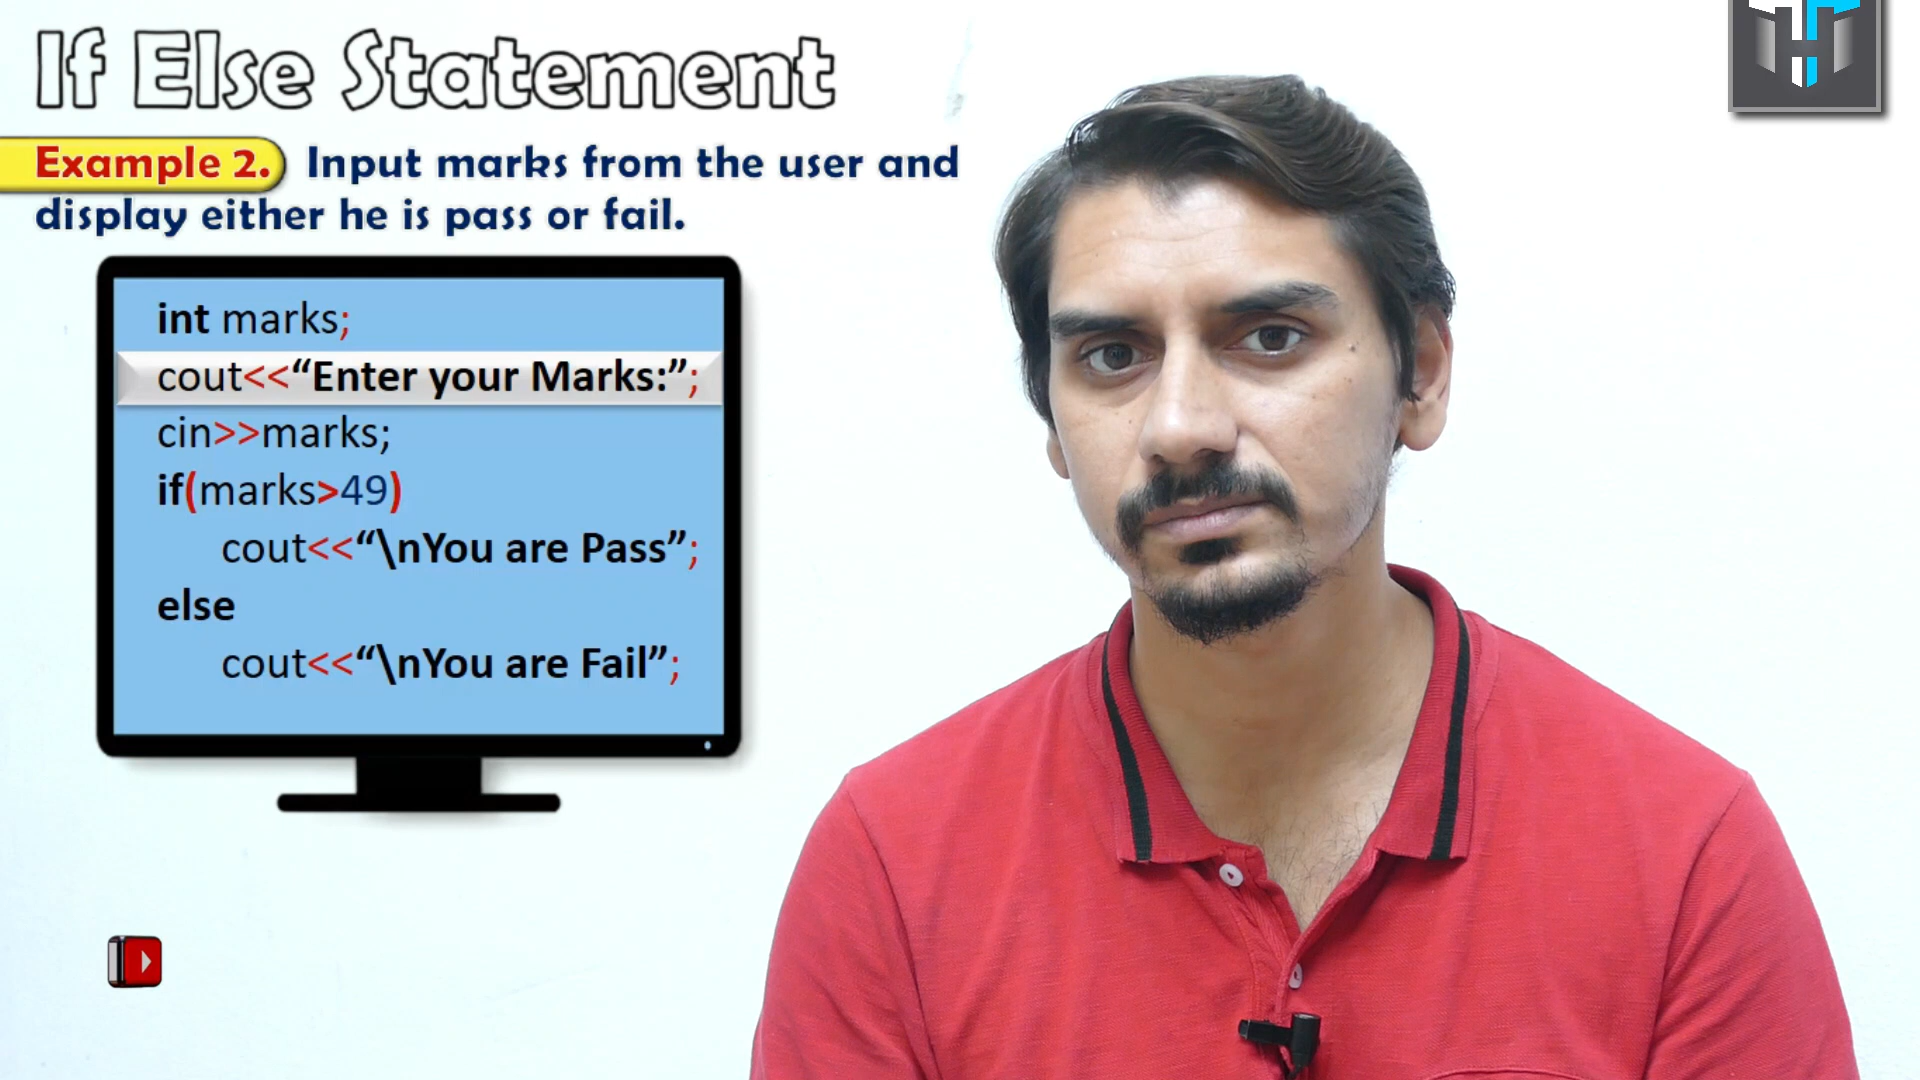 If Else Statement
Example 2. Input marks from the user and
display either he is pass or fail.
int marks;
cout<<“Enter your Marks:”;
cin>>marks;
if(marks>49)
cout<<“\nYou are Pass”;
else
cout<<“\nYou are Fail”;